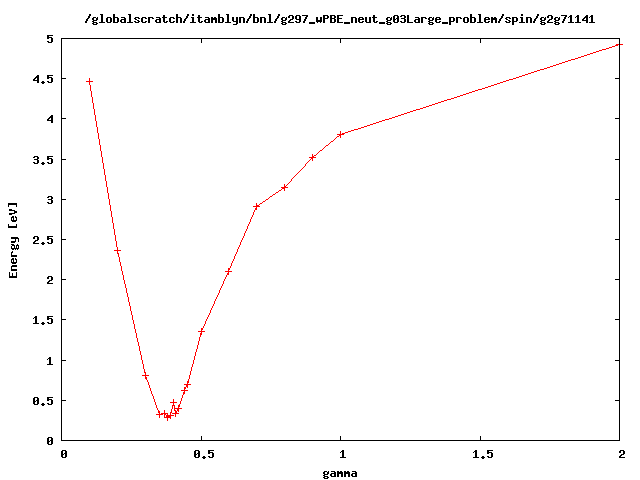 /globalscratch/itamblyn/bnl/g297_wPBE_neut_g03Large_problem/spin/g2g71141
5
4.5
4
3.5
3
2.5
2
1.5
1
0.5
0
Energy [eV]
0 0.5 1 1.5 2
gamma